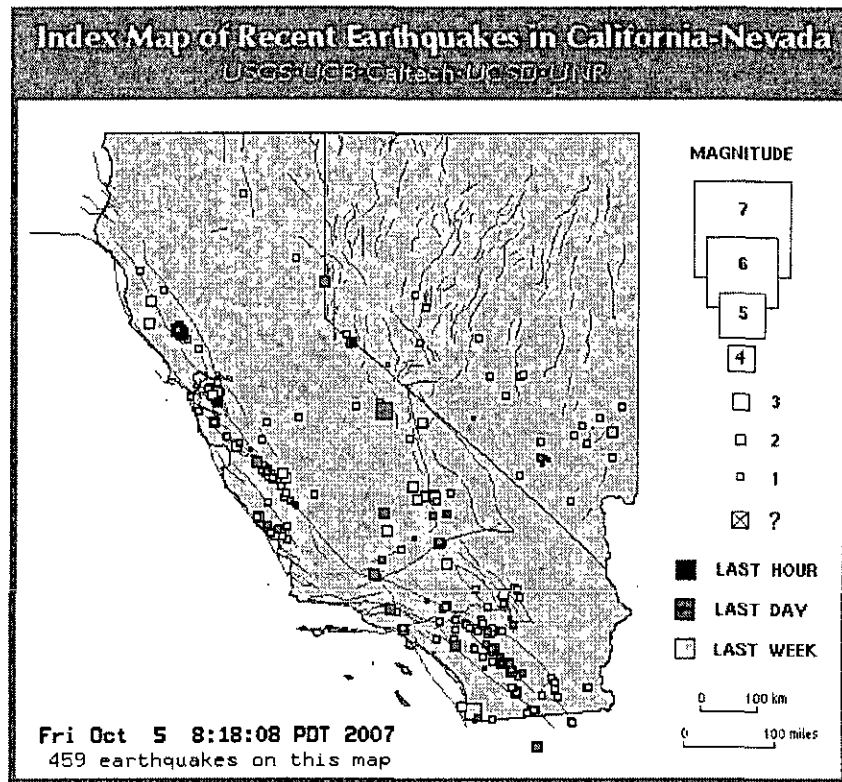 Index Map of Recent Earthquakes in California-Nevada
USGS-UCB-Caltech-UCSD-UNR
MAGNITUDE
7
6
5
4
3
2
1
?
LAST HOUR
LAST DAY
LAST WEEK
0 100 km
0 100 miles
Fri Oct 5 8:18:08 PDT 2007
459 earthquakes on this map